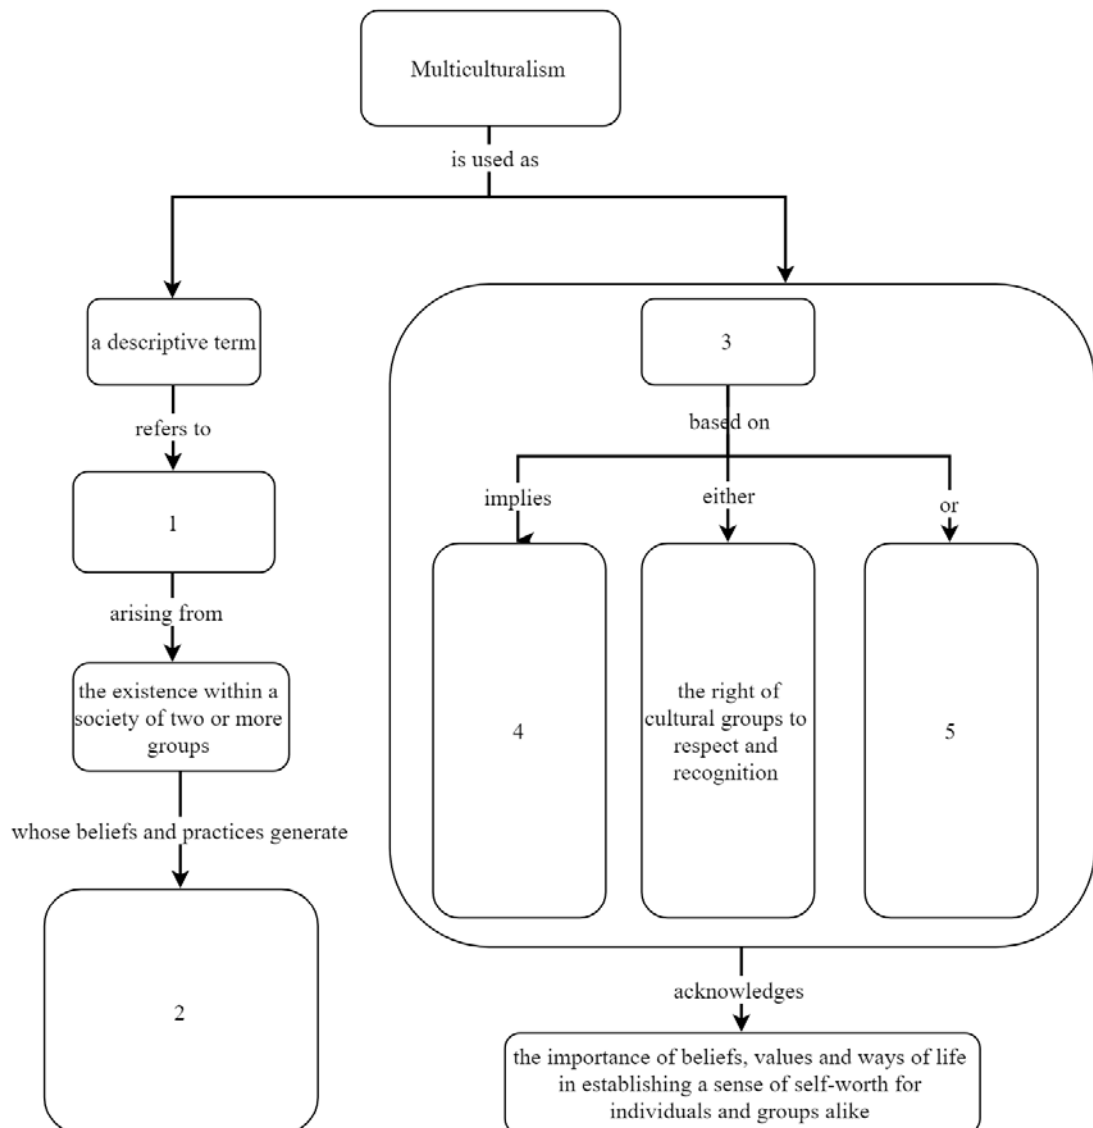 Multiculturalism
is used as
a descriptive term
3
refers to
based on
implies
either
or
1
arising from
the existence within a
society of two or more
groups
4
the right of
cultural groups to
respect and
recognition
5
whose beliefs and practices generate
2
acknowledges
the importance of beliefs, values and ways of life
in establishing a sense of self-worth for
individuals and groups alike